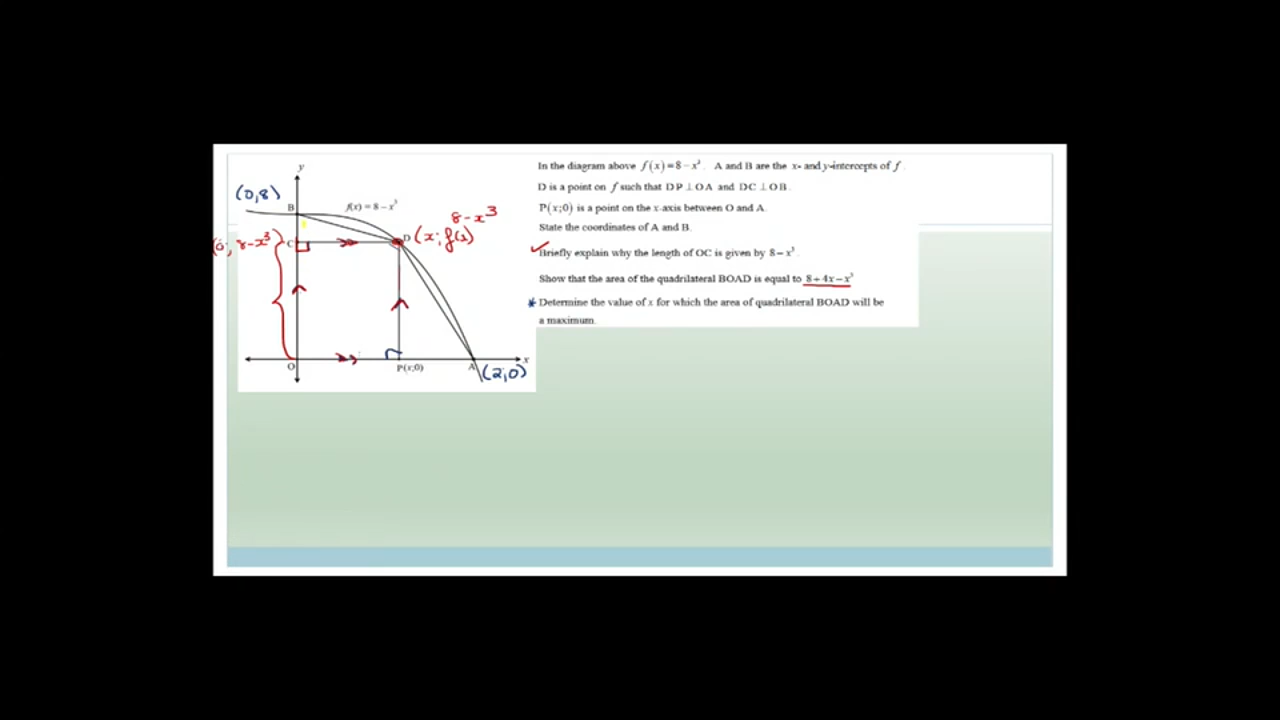 y
(0,8)
B
f(x) = 8 − x³
8-x³
(0; 8-x³)
C
D
(x; f(x))
O
P(x;0)
A
x
(2;0)
In the diagram above f(x)=8−x³. A and B are the x- and y-intercepts of f.
D is a point on f such that DP⊥OA and DC⊥OB.
P(x;0) is a point on the x-axis between O and A.
State the coordinates of A and B.
Briefly explain why the length of OC is given by 8−x³.
Show that the area of the quadrilateral BOAD is equal to 8+4x−x³
* Determine the value of x for which the area of quadrilateral BOAD will be
a maximum.